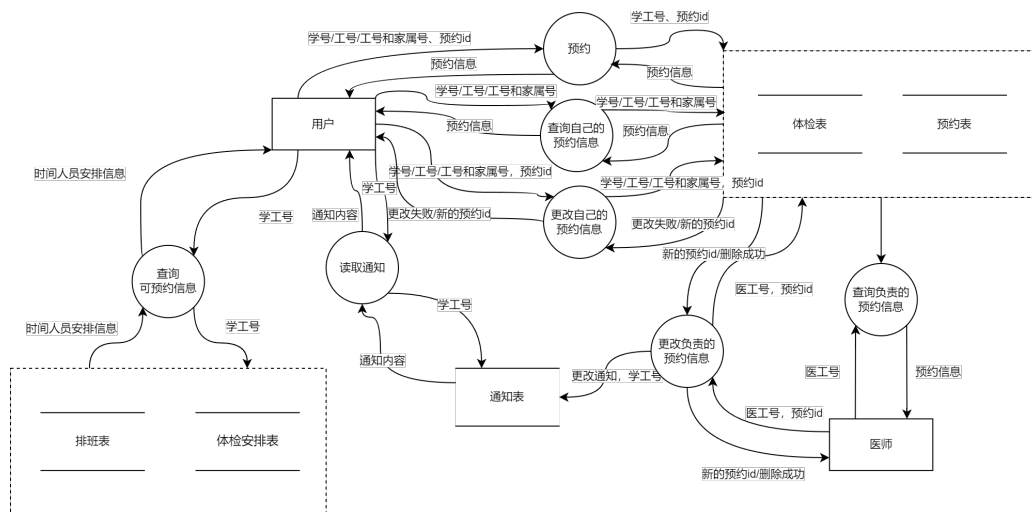 学工号、预约id
学号/工号/工号和家属号、预约id
预约
预约信息
预约信息
学号/工号/工号和家属号
学号/工号/工号和家属号
用户
预约信息
查询自己的
预约信息
预约信息
体检表
预约表
时间人员安排信息
学号/工号/工号和家属号，预约id
学号/工号/工号和家属号，预约id
学工号
学工号
通知内容
更改失败/新的预约id
更改自己的
预约信息
更改失败/新的预约id
新的预约id/删除成功
读取通知
查询
可预约信息
医工号，预约id
查询负责的
预约信息
学工号
时间人员安排信息
学工号
更改负责的
预约信息
通知内容
更改通知，学工号
医工号
预约信息
通知表
医工号，预约id
排班表
体检安排表
医师
新的预约id/删除成功